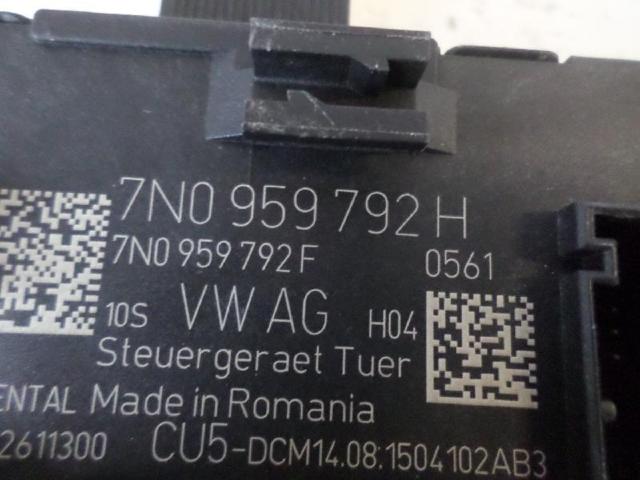 7N0 959 792 H
7N0 959 792 F 0561
10S VW AG H04
Steuergeraet Tuer
ENTAL Made in Romania
2611300 CU5-DCM14.08.1504102AB3